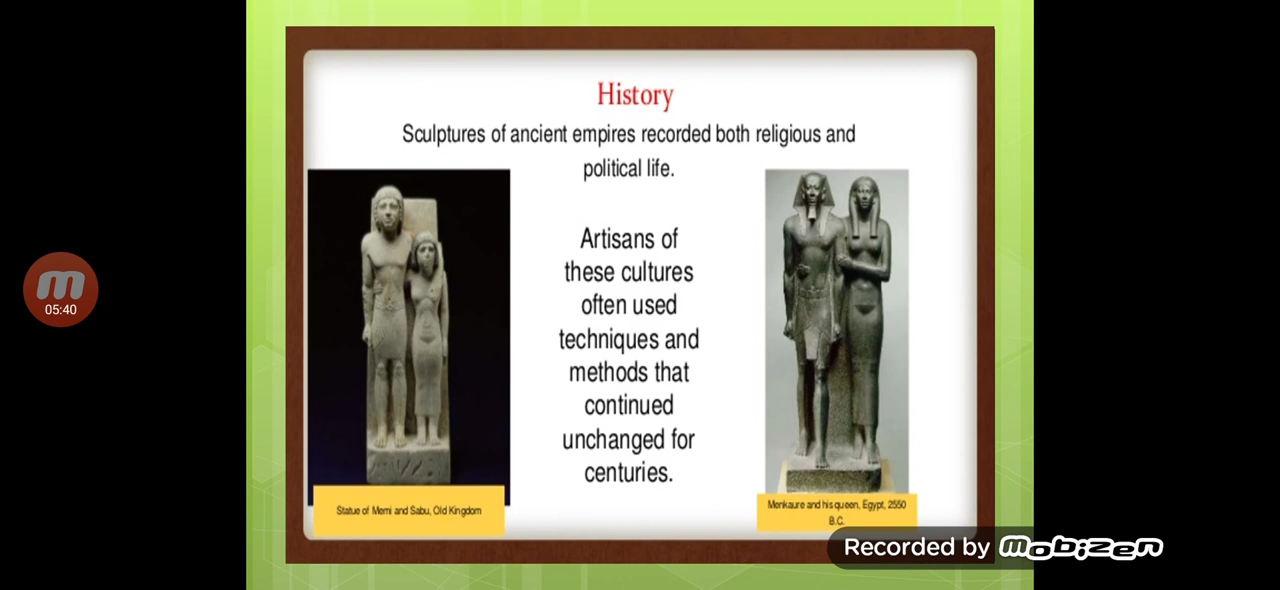 History
Sculptures of ancient empires recorded both religious and
political life.
Artisans of
these cultures
often used
techniques and
methods that
continued
unchanged for
centuries.
Statue of Memi and Sabu, Old Kingdom
Menkaure and his queen, Egypt, 2550
B.C.
05:40
Recorded by mobizen